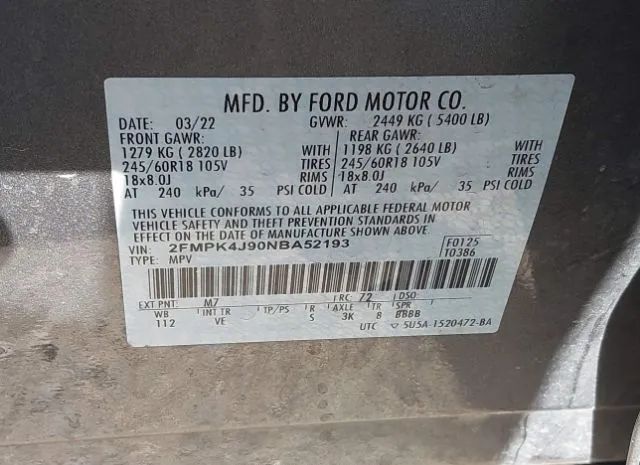 MFD. BY FORD MOTOR CO.
DATE: 03/22 GVWR: 2449 KG ( 5400 LB)
FRONT GAWR: REAR GAWR:
1279 KG ( 2820 LB) WITH 1198 KG ( 2640 LB) WITH
245/60R18 105V TIRES 245/60R18 105V TIRES
18x8.0J RIMS 18x8.0J RIMS
AT 240 kPa/ 35 PSI COLD AT 240 kPa/ 35 PSI COLD
THIS VEHICLE CONFORMS TO ALL APPLICABLE FEDERAL MOTOR
VEHICLE SAFETY AND THEFT PREVENTION STANDARDS IN
EFFECT ON THE DATE OF MANUFACTURE SHOWN ABOVE.
VIN: 2FMPK4J90NBA52193 F0125
TYPE: MPV T0386
EXT PNT: M7 RC: 72 DSO:
WB INT TR TP/PS R AXLE TR SPR
112 VE S 3K 8 BBBB
UTC ▽ 5U5A-1520472-BA